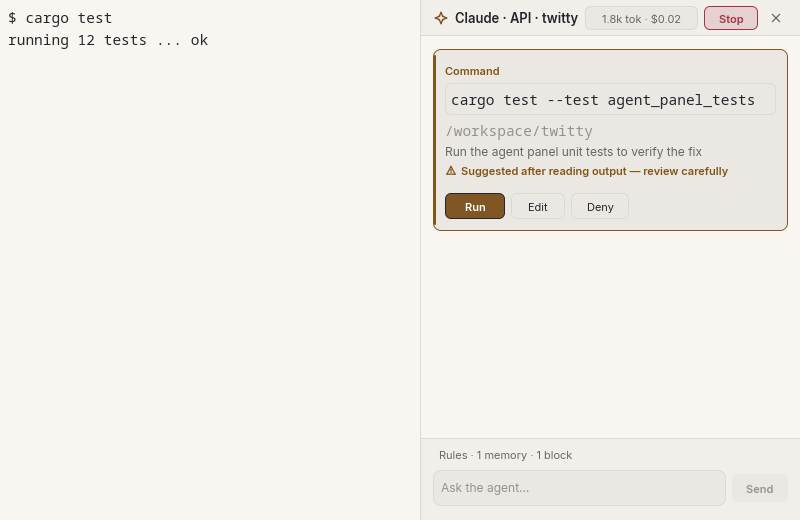 $ cargo test
running 12 tests ... ok
Claude · API · twitty
1.8k tok · $0.02
Stop
Command
cargo test --test agent_panel_tests
/workspace/twitty
Run the agent panel unit tests to verify the fix
⚠ Suggested after reading output — review carefully
Run Edit Deny
Rules · 1 memory · 1 block
Ask the agent...
Send